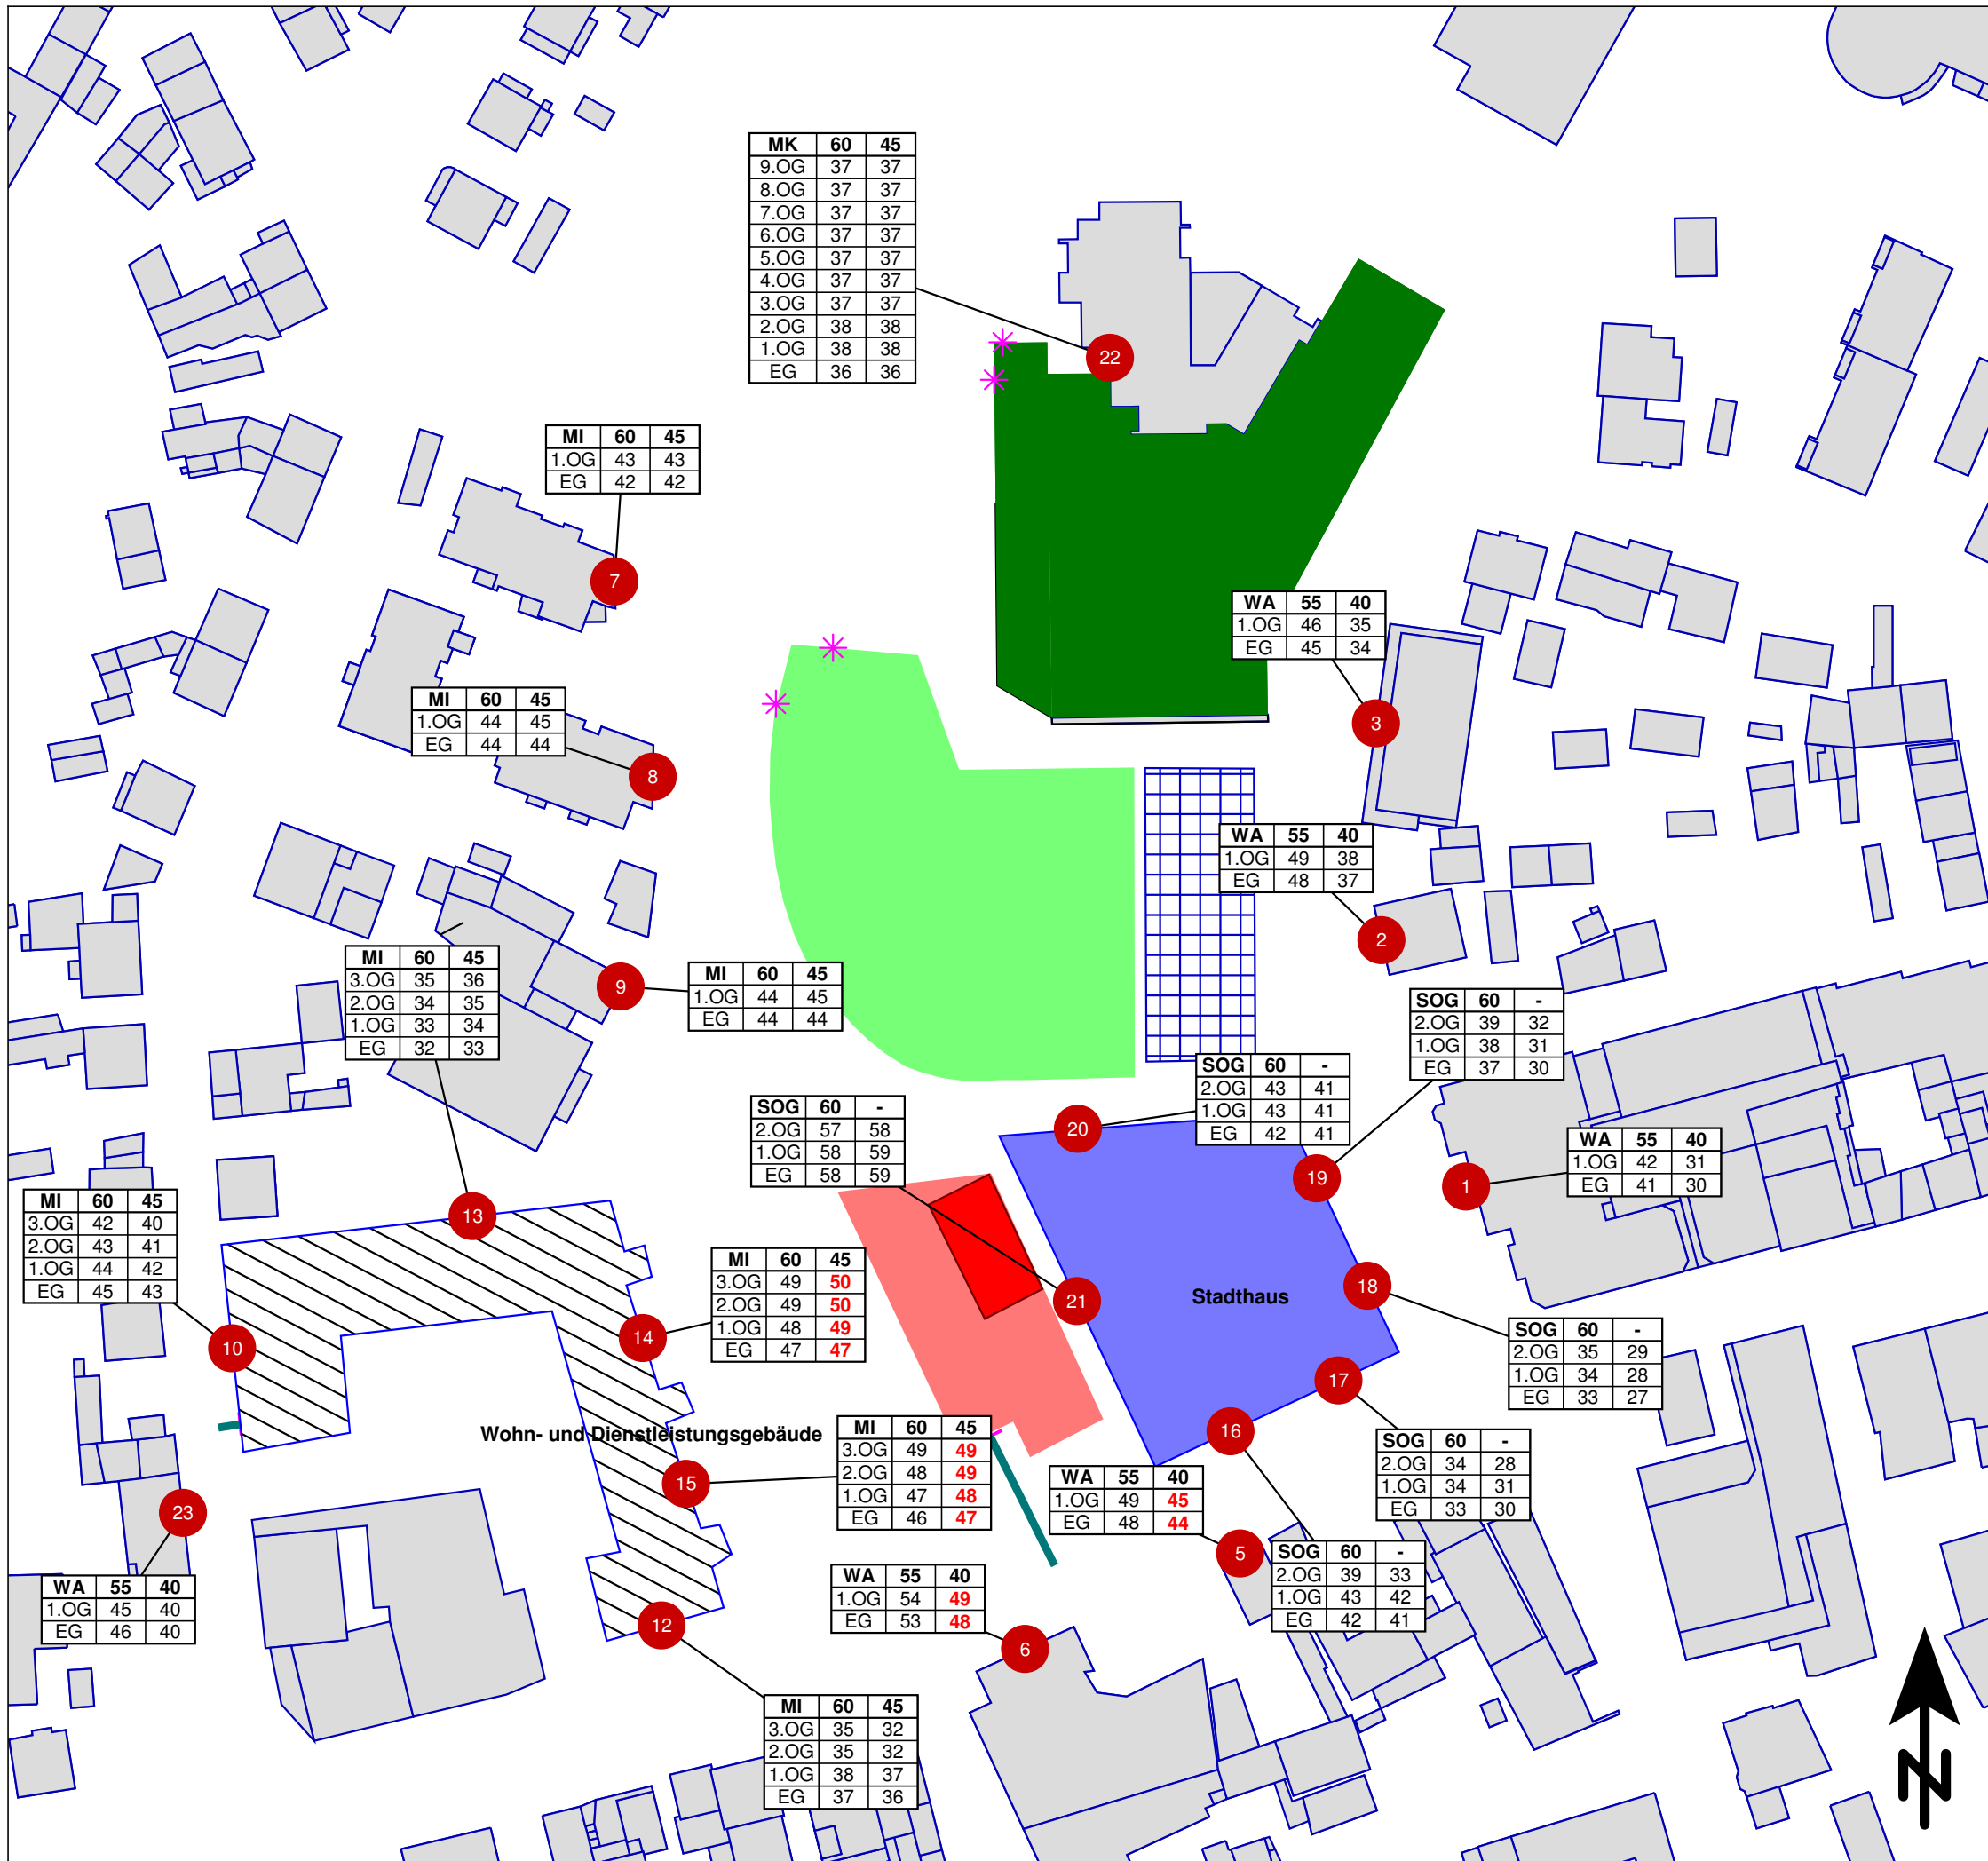 MK 60 45
9.OG 37 37
8.OG 37 37
7.OG 37 37
6.OG 37 37
5.OG 37 37
4.OG 37 37
3.OG 37 37
2.OG 38 38
1.OG 38 38
EG 36 36
22
MI 60 45
1.OG 43 43
EG 42 42
7
WA 55 40
1.OG 46 35
EG 45 34
3
MI 60 45
1.OG 44 45
EG 44 44
8
WA 55 40
1.OG 49 38
EG 48 37
2
MI 60 45
3.OG 35 36
2.OG 34 35
1.OG 33 34
EG 32 33
9
MI 60 45
1.OG 44 45
EG 44 44
SOG 60 -
2.OG 39 32
1.OG 38 31
EG 37 30
SOG 60 -
2.OG 43 41
1.OG 43 41
EG 42 41
20
SOG 60 -
2.OG 57 58
1.OG 58 59
EG 58 59
WA 55 40
1.OG 42 31
EG 41 30
19
1
MI 60 45
3.OG 42 40
2.OG 43 41
1.OG 44 42
EG 45 43
13
MI 60 45
3.OG 49 50
2.OG 49 50
1.OG 48 49
EG 47 47
21
Stadthaus
18
10
14
SOG 60 -
2.OG 35 29
1.OG 34 28
EG 33 27
17
Wohn- und Dienstleistungsgebäude
MI 60 45
3.OG 49 49
2.OG 48 49
1.OG 47 48
EG 46 47
16
SOG 60 -
2.OG 34 28
1.OG 34 31
EG 33 30
15
WA 55 40
1.OG 49 45
EG 48 44
23
5
SOG 60 -
2.OG 39 33
1.OG 43 42
EG 42 41
WA 55 40
1.OG 45 40
EG 46 40
WA 55 40
1.OG 54 49
EG 53 48
12
6
MI 60 45
3.OG 35 32
2.OG 35 32
1.OG 38 37
EG 37 36
N